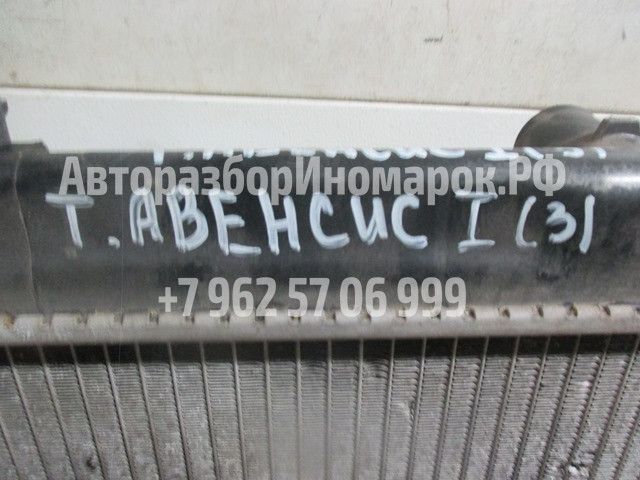 АвторазборИномарок.РФ
Т. АВЕНСИС I (3)
+7 962 57 06 999